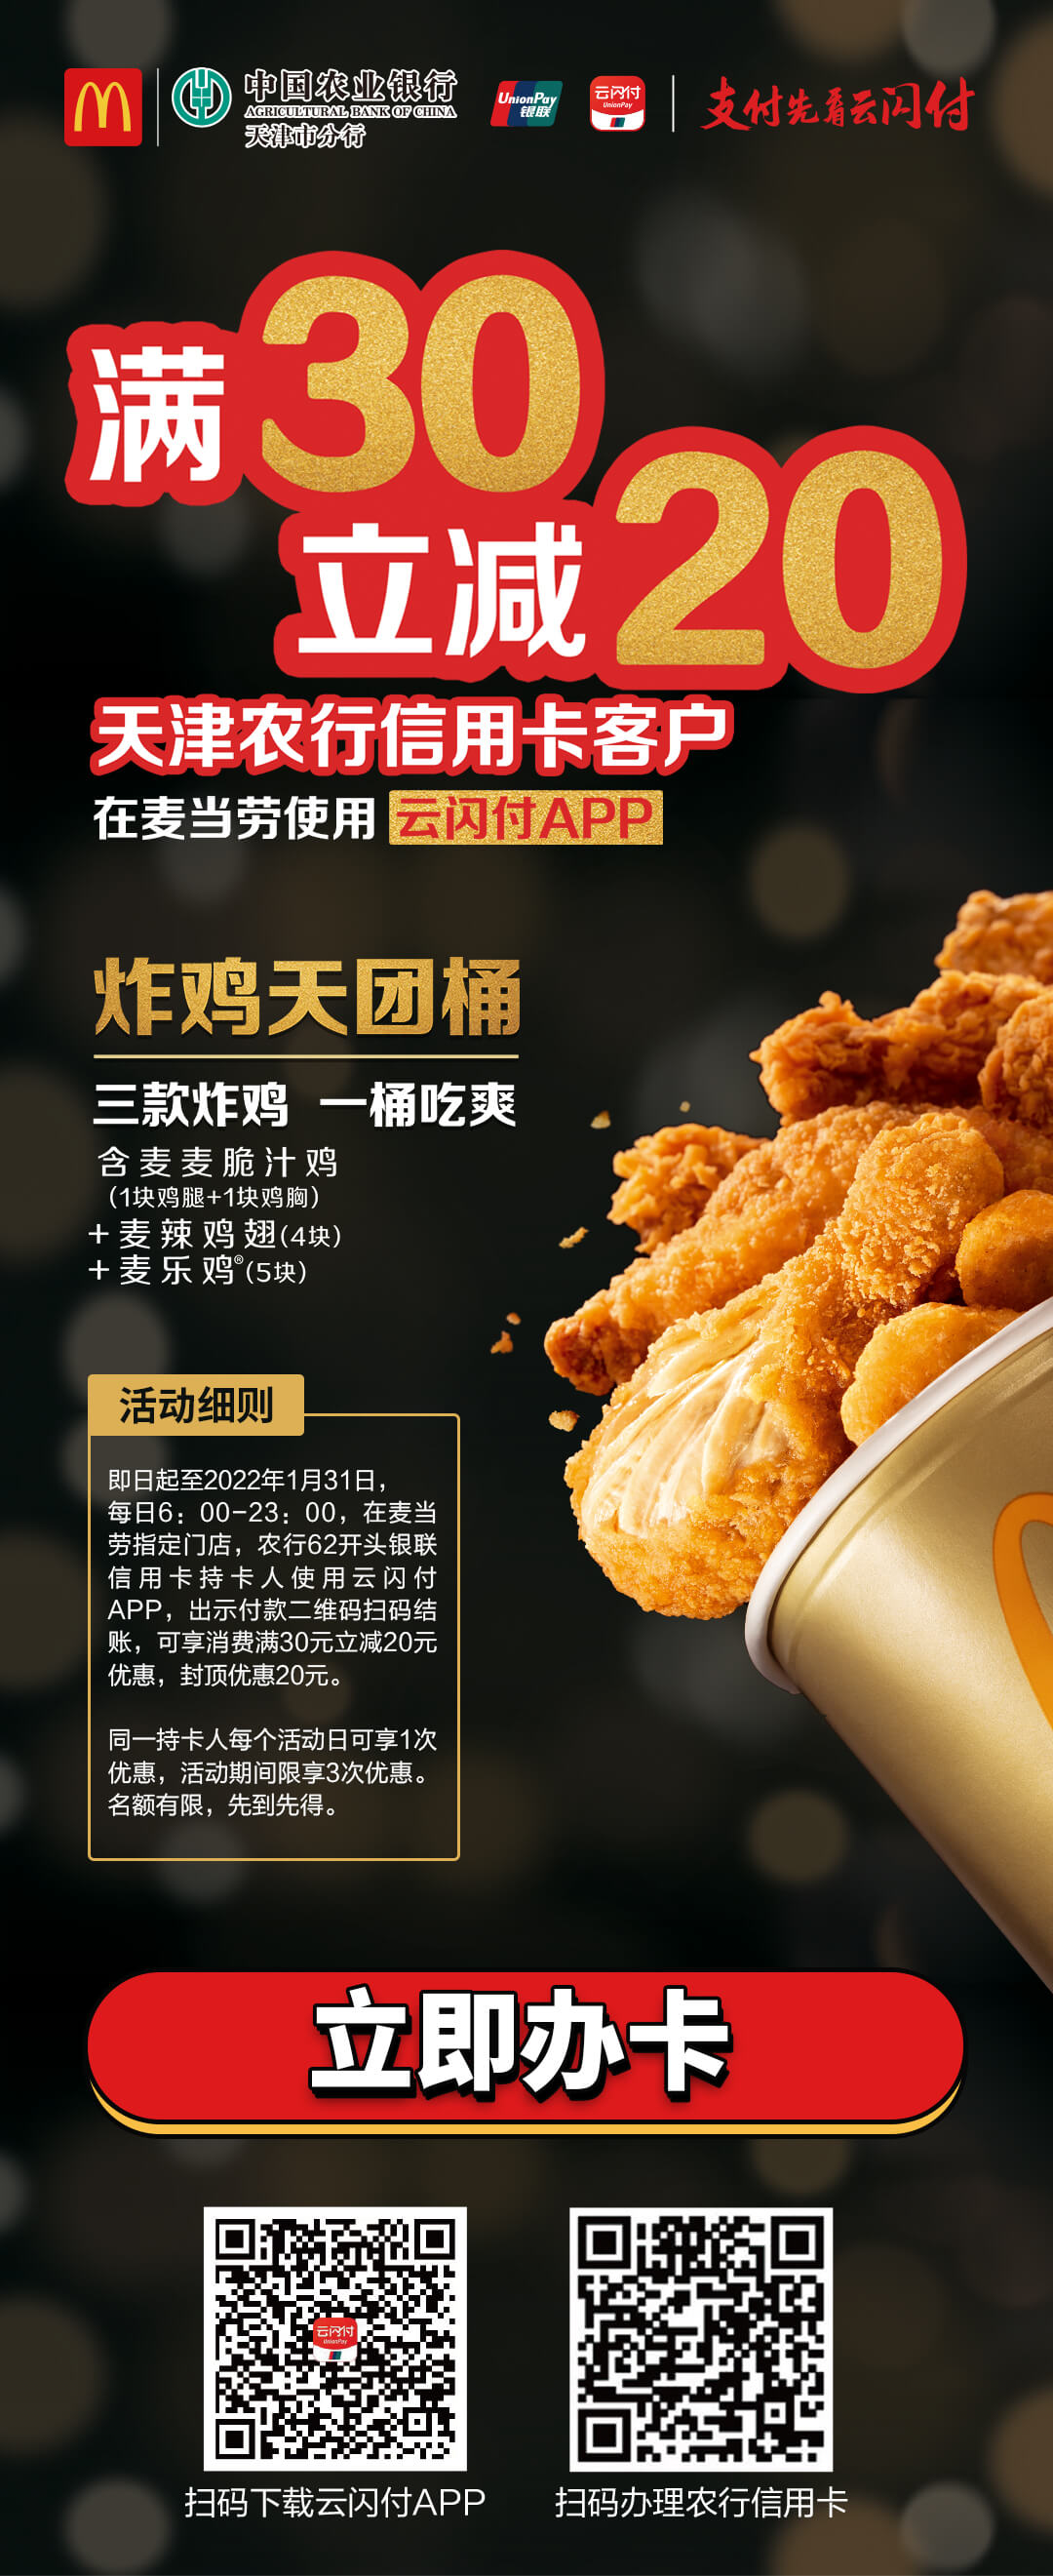 中国农业银行
AGRICULTURAL BANK OF CHINA
天津市分行
UnionPay
银联
云闪付
UnionPay
支付先看云闪付
满30
立减20
天津农行信用卡客户
在麦当劳使用 云闪付APP
炸鸡天团桶
三款炸鸡 一桶吃爽
含麦麦脆汁鸡
（1块鸡腿+1块鸡胸）
+麦辣鸡翅(4块)
+麦乐鸡®(5块)
活动细则
即日起至2022年1月31日，
每日6：00-23：00，在麦当
劳指定门店，农行62开头银联
信用卡持卡人使用云闪付
APP，出示付款二维码扫码结
账，可享消费满30元立减20元
优惠，封顶优惠20元。
同一持卡人每个活动日可享1次
优惠，活动期间限享3次优惠。
名额有限，先到先得。
立即办卡
云闪付
UnionPay
扫码下载云闪付APP
扫码办理农行信用卡